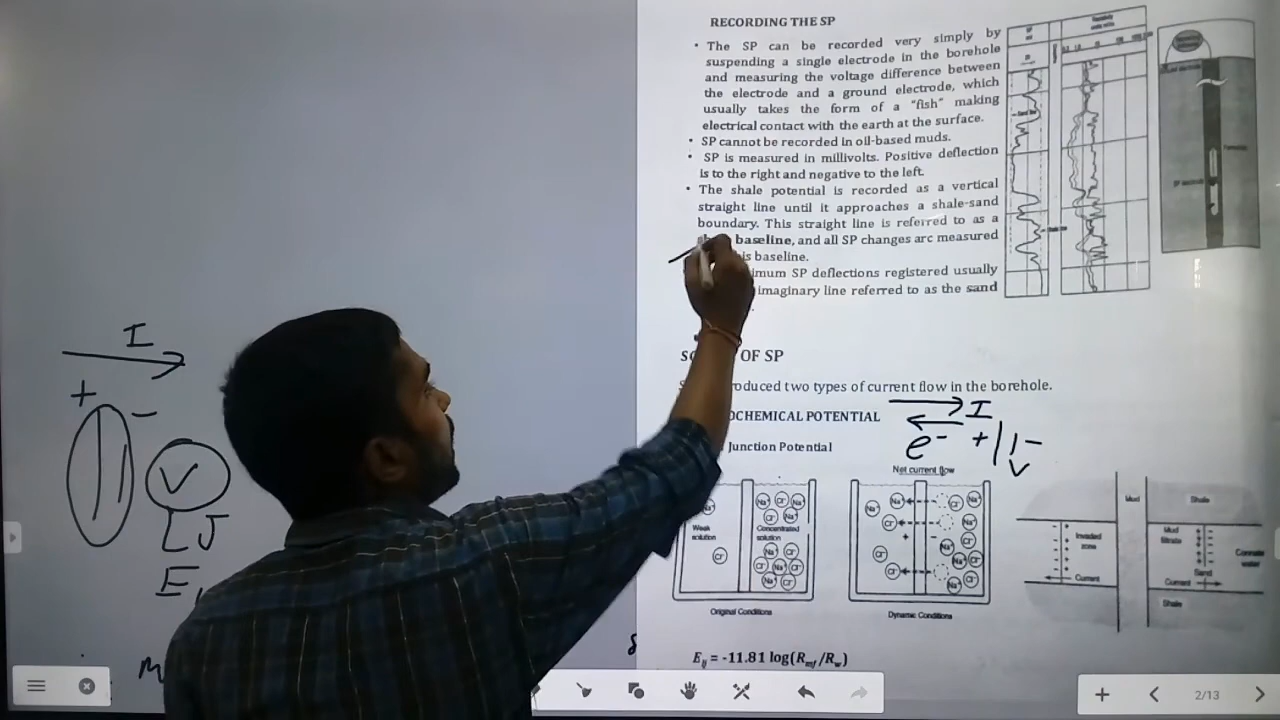 RECORDING THE SP
• The SP can be recorded very simply by
suspending a single electrode in the borehole
and measuring the voltage difference between
the electrode and a ground electrode, which
usually takes the form of a "fish" making
electrical contact with the earth at the surface.
• SP cannot be recorded in oil-based muds.
• SP is measured in millivolts. Positive deflection
is to the right and negative to the left.
• The shale potential is recorded as a vertical
straight line until it approaches a shale-sand
boundary. This straight line is referred to as a
baseline, and all SP changes are measured
is baseline.
imum SP deflections registered usually
imaginary line referred to as the sand
OF SP
oduced two types of current flow in the borehole.
OCHEMICAL POTENTIAL
Junction Potential
I
e-
+
-
V
Net current flow
Weak
solution
Concentrated
solution
Na+
Cl-
Original Conditions
Dynamic Conditions
Mud
Shale
Invaded
zone
Mud
filtrate
Connate
water
Sand
Current
Current
Shale
Elj = -11.81 log(Rmf/Rw)
I
+
-
V
LJ
E
2/13